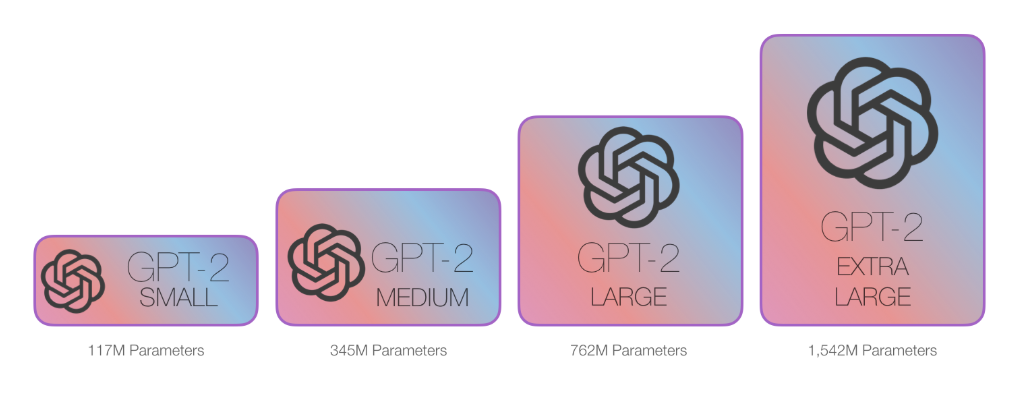 GPT-2
SMALL
117M Parameters
GPT-2
MEDIUM
345M Parameters
GPT-2
LARGE
762M Parameters
GPT-2
EXTRA
LARGE
1,542M Parameters